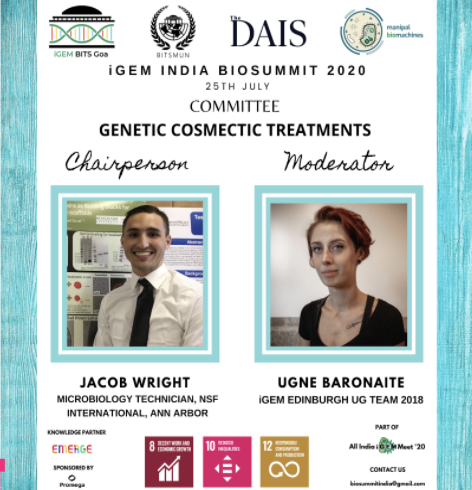 iGEM BITS Goa
BITSMUN
The
DAIS
manipal
biomachines
iGEM INDIA BIOSUMMIT 2020
25TH JULY
COMMITTEE
GENETIC COSMECTIC TREATMENTS
Chairperson
Moderator
JACOB WRIGHT
MICROBIOLOGY TECHNICIAN, NSF
INTERNATIONAL, ANN ARBOR
UGNE BARONAITE
iGEM EDINBURGH UG TEAM 2018
KNOWLEDGE PARTNER
EMERGE
SPONSORED BY
Promega
8 DECENT WORK AND
ECONOMIC GROWTH
10 REDUCED
INEQUALITIES
12 RESPONSIBLE
CONSUMPTION
AND PRODUCTION
PART OF
All India iGEM Meet '20
CONTACT US
biosummitindia@gmail.com